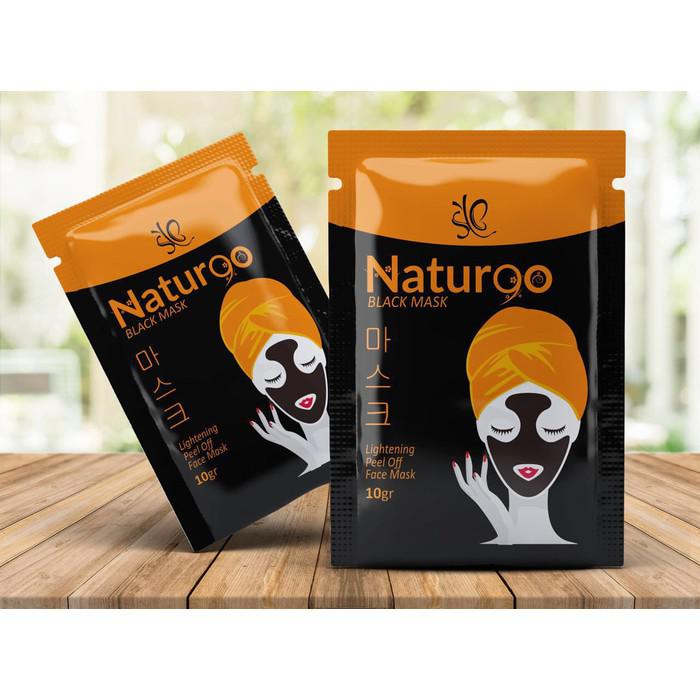 Naturgo
BLACK MASK
마
스
크
Lightening
Peel Off
Face Mask
10gr
Naturgo
BLACK MASK
마
스
크
Lightening
Peel Off
Face Mask
10gr